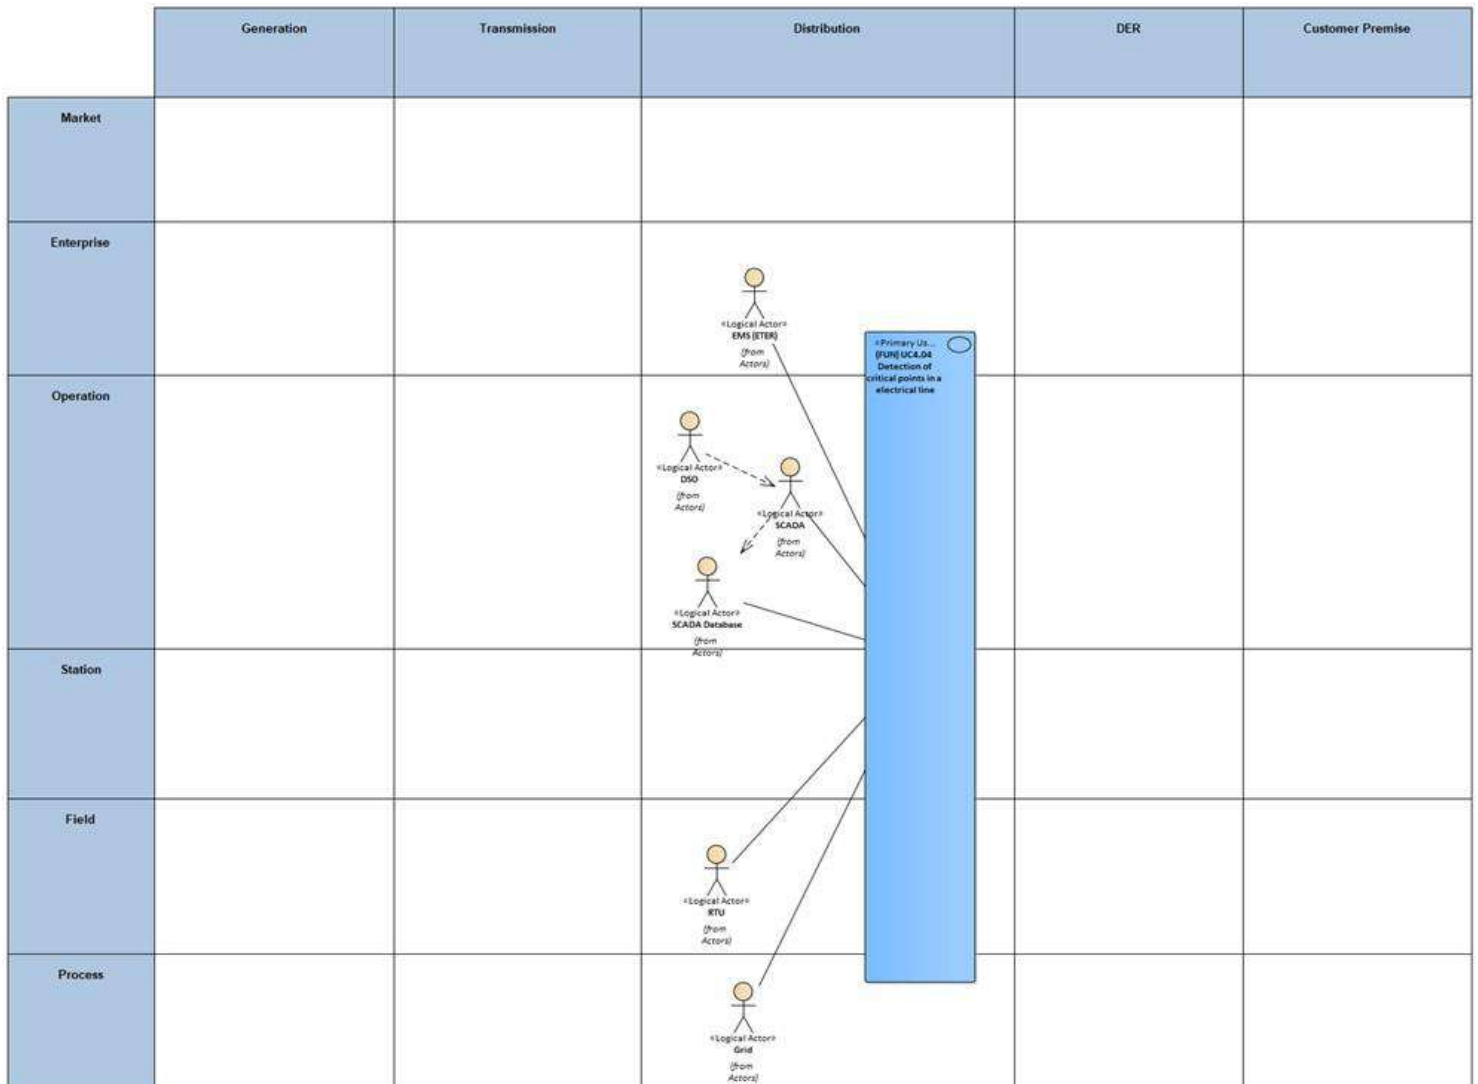 Generation
Transmission
Distribution
DER
Customer Premise
Market
Enterprise
«Logical Actor»
EMS (ETER)
(from
Actors)
«Primary Us...
(FUN) UC4.04
Detection of
critical points in a
electrical line
Operation
«Logical Actor»
DSO
(from
Actors)
«Logical Actor»
SCADA
(from
Actors)
«Logical Actor»
SCADA Database
(from
Actors)
Station
Field
«Logical Actor»
RTU
(from
Actors)
Process
«Logical Actor»
Grid
(from
Actors)